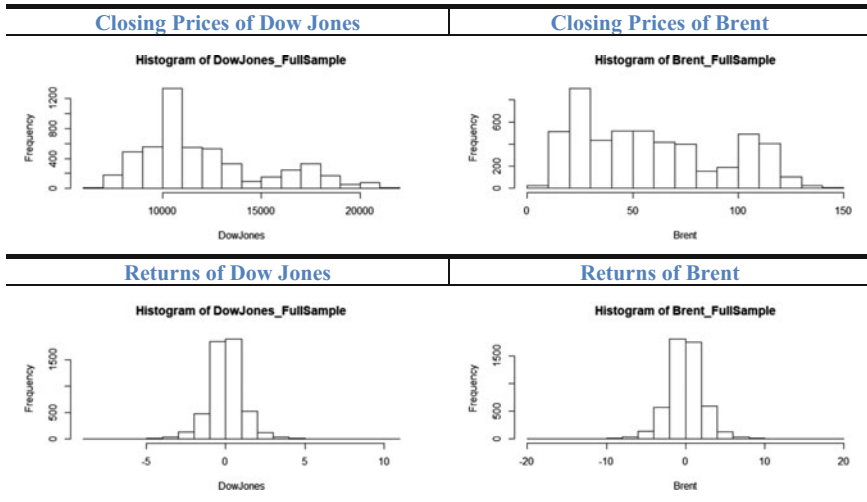 Closing Prices of Dow Jones
Closing Prices of Brent
Histogram of DowJones_FullSample
Frequency
0 400 800 1200
10000 15000 20000
DowJones
Histogram of Brent_FullSample
Frequency
0 200 600
0 50 100 150
Brent
Returns of Dow Jones
Returns of Brent
Histogram of DowJones_FullSample
Frequency
0 500 1500
-5 0 5 10
DowJones
Histogram of Brent_FullSample
Frequency
0 500 1500
-20 -10 0 10 20
Brent